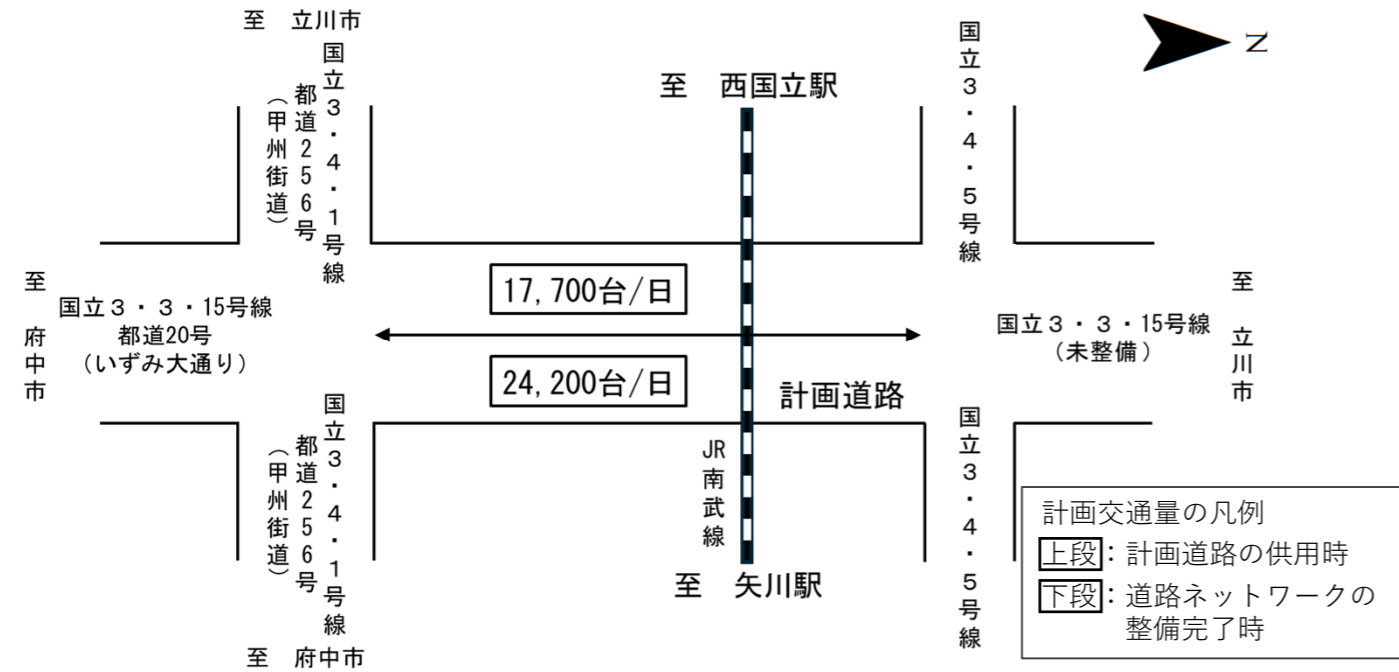 至 立川市
国立3・4・1号線
都道256号
(甲州街道)
至 西国立駅
国立3・4・5号線
N
至 府中市
国立3・3・15号線
都道20号
(いずみ大通り)
17,700台/日
24,200台/日
計画道路
国立3・3・15号線
(未整備)
至 立川市
国立3・4・1号線
都道256号
(甲州街道)
JR南武線
国立3・4・5号線
至 矢川駅
至 府中市
計画交通量の凡例
上段：計画道路の供用時
下段：道路ネットワークの
整備完了時